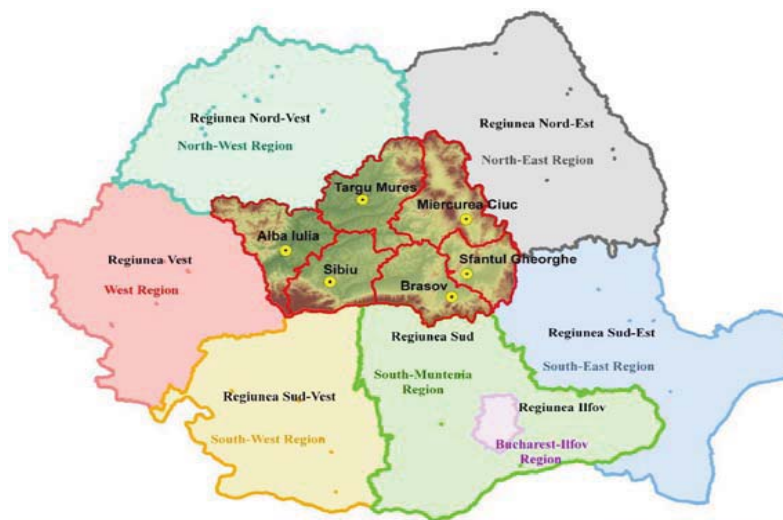 Regiunea Nord-Vest
North-West Region
Regiunea Nord-Est
North-East Region
Targu Mures
Miercurea Ciuc
Alba Iulia
Sibiu
Sfantul Gheorghe
Brasov
Regiunea Vest
West Region
Regiunea Sud-Est
South-East Region
Regiunea Sud
South-Muntenia
Region
Regiunea Sud-Vest
South-West Region
Regiunea Ilfov
Bucharest-Ilfov
Region